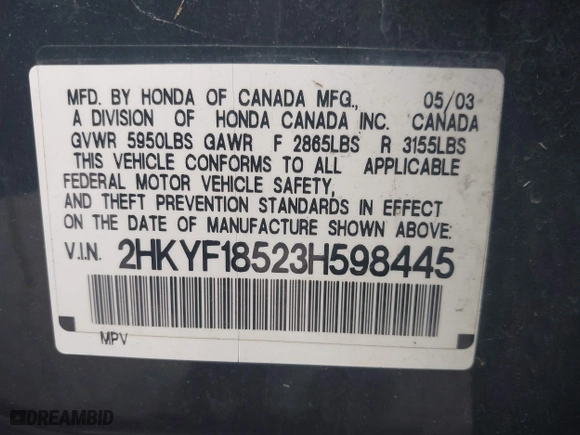 MFD. BY HONDA OF CANADA MFG., 05/03
A DIVISION OF HONDA CANADA INC. CANADA
GVWR 5950LBS GAWR F 2865LBS R 3155LBS
THIS VEHICLE CONFORMS TO ALL APPLICABLE
FEDERAL MOTOR VEHICLE SAFETY,
AND THEFT PREVENTION STANDARDS IN EFFECT
ON THE DATE OF MANUFACTURE SHOWN ABOVE:
V.I.N. 2HKYF18523H598445
MPV
DREAMBID